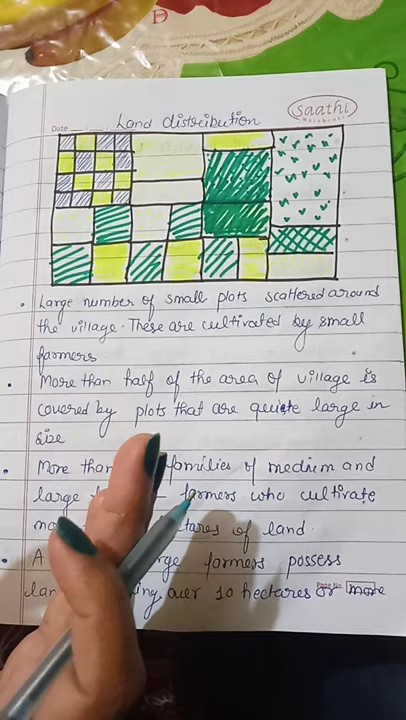 Saathi
Notebooks
Date
Land distribution
Large number of small plots scattered around
the village. These are cultivated by small
farmers.
More than half of the area of village is
covered by plots that are quiete large in
size
More than families of medium and
large farmers who cultivate
of land.
A farmers possess
over 10 hectares or more
Page No.